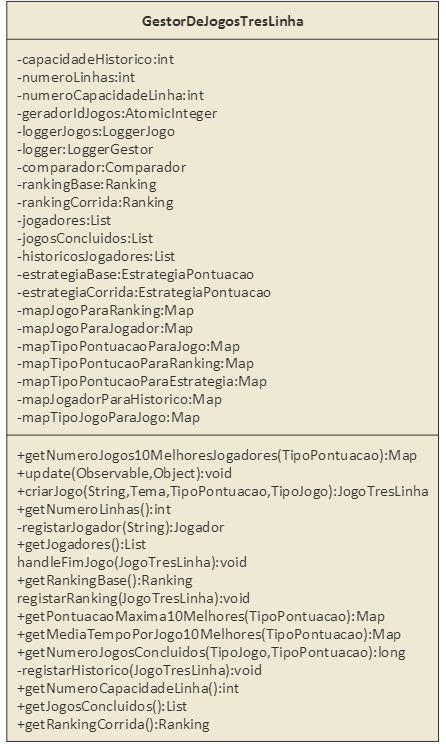 GestorDeJogosTresLinha
-capacidadeHistorico:int
-numeroLinhas:int
-numeroCapacidadeLinha:int
-geradorIdJogos:AtomicInteger
-loggerJogos:LoggerJogo
-logger:LoggerGestor
-comparador:Comparador
-rankingBase:Ranking
-rankingCorrida:Ranking
-jogadores:List
-jogosConcluidos:List
-historicosJogadores:List
-estrategiaBase:EstrategiaPontuacao
-estrategiaCorrida:EstrategiaPontuacao
-mapJogoParaRanking:Map
-mapJogoParaJogador:Map
-mapTipoPontuacaoParaJogo:Map
-mapTipoPontucaoParaRanking:Map
-mapTipoPontucaoParaEstrategia:Map
-mapJogadorParaHistorico:Map
-mapTipoJogoParaJogo:Map
+getNumeroJogos10MelhoresJogadores(TipoPontuacao):Map
+update(Observable,Object):void
+criarJogo(String,Tema,TipoPontuacao,TipoJogo):JogoTresLinha
+getNumeroLinhas():int
-registarJogador(String):Jogador
+getJogadores():List
handleFimJogo(JogoTresLinha):void
+getRankingBase():Ranking
registarRanking(JogoTresLinha):void
+getPontuacaoMaxima10Melhores(TipoPontuacao):Map
+getMediaTempoPorJogo10Melhores(TipoPontuacao):Map
+getNumeroJogosConcluidos(TipoJogo,TipoPontuacao):long
-registarHistorico(JogoTresLinha):void
+getNumeroCapacidadeLinha():int
+getJogosConcluidos():List
+getRankingCorrida():Ranking